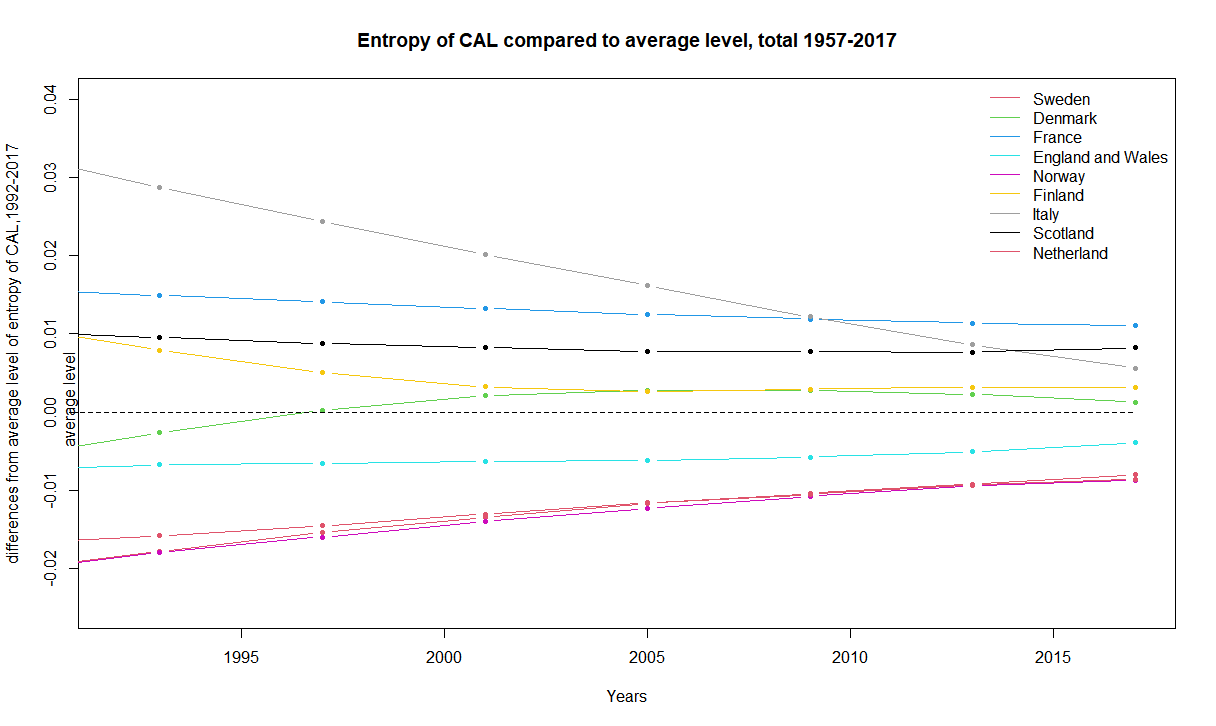 Entropy of CAL compared to average level, total 1957-2017
differences from average level of entropy of CAL,1992-2017
average level
0.04
0.03
0.02
0.01
0.00
-0.01
-0.02
Sweden
Denmark
France
England and Wales
Norway
Finland
Italy
Scotland
Netherland
1995
2000
2005
2010
2015
Years